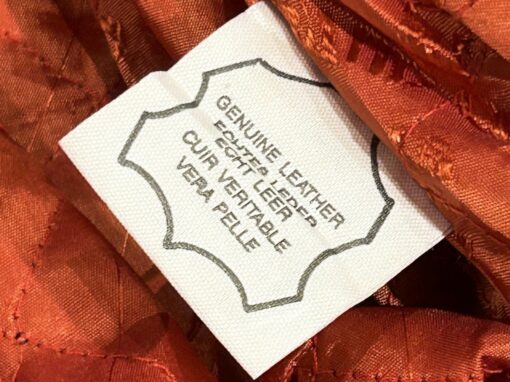 GENUINE LEATHER
ECHTES LEDER
ECHT LEER
CUIR VERITABLE
VERA PELLE